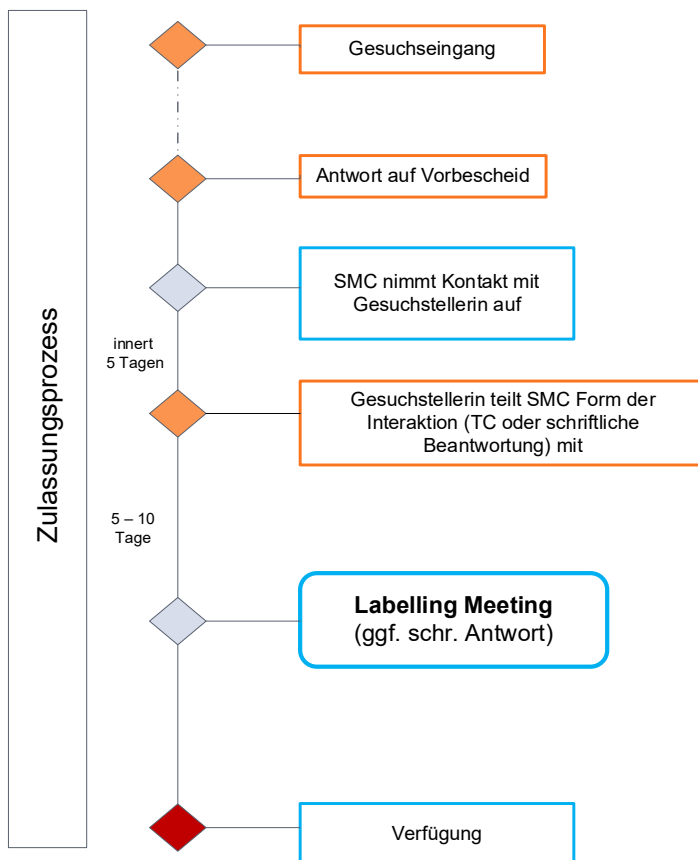 Zulassungsprozess
Gesuchseingang
Antwort auf Vorbescheid
SMC nimmt Kontakt mit
Gesuchstellerin auf
innert
5 Tagen
Gesuchstellerin teilt SMC Form der
Interaktion (TC oder schriftliche
Beantwortung) mit
5 – 10
Tage
Labelling Meeting
(ggf. schr. Antwort)
Verfügung